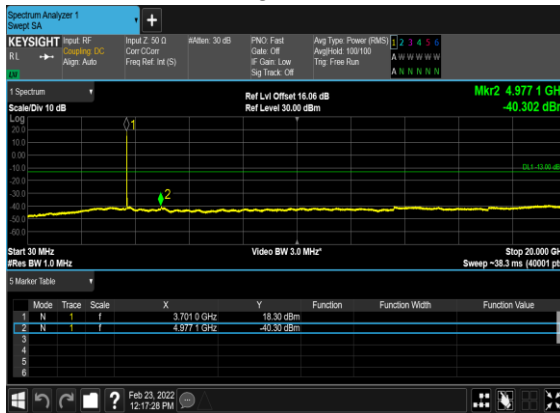 Spectrum Analyzer 1
Swept SA
KEYSIGHT Input: RF Input Z: 50 Ω #Atten: 30 dB PNO: Fast Avg Type: Power (RMS) 1 2 3 4 5 6
RL Coupling: DC Corr CCorr Gate: Off Avg|Hold: 100/100 A W W W W W
Align: Auto Freq Ref: Int (S) IF Gain: Low Trig: Free Run
Sig Track: Off A N N N N N
1 Spectrum Ref Lvl Offset 16.06 dB Mkr2 4.977 1 GH
Scale/Div 10 dB Ref Level 30.00 dBm -40.302 dBr
Log
20.0
1
10.0
0.00
-10.0
DL1 -13.00 dB
-20.0
-30.0
2
-40.0
-50.0
-60.0
Start 30 MHz Video BW 3.0 MHz* Stop 20.000 GH
#Res BW 1.0 MHz Sweep ~38.3 ms (40001 pt
5 Marker Table
Mode Trace Scale X Y Function Function Width Function Value
1 N 1 f 3.701 0 GHz 18.30 dBm
2 N 1 f 4.977 1 GHz -40.30 dBm
3
4
5
6
? Feb 23, 2022
12:17:28 PM